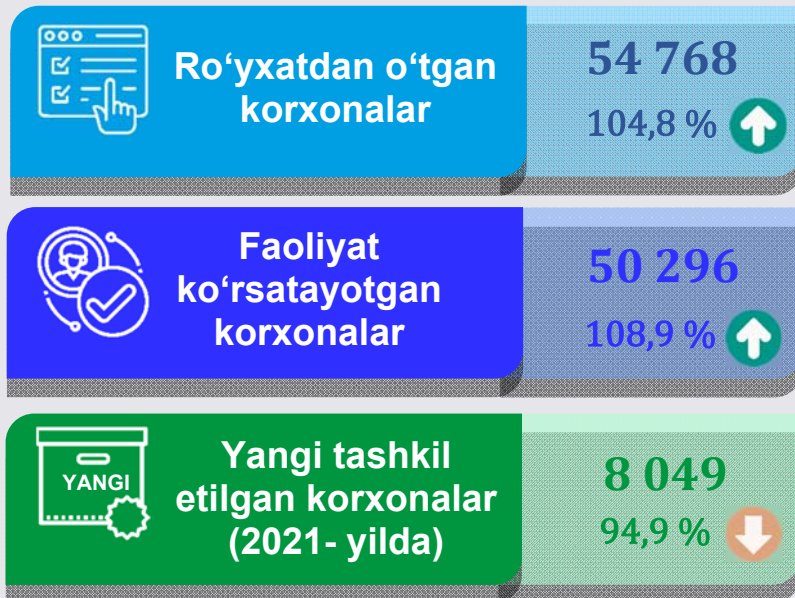 Ro‘yxatdan o‘tgan
korxonalar
54 768
104,8 %
Faoliyat
ko‘rsatayotgan
korxonalar
50 296
108,9 %
YANGI
Yangi tashkil
etilgan korxonalar
(2021- yilda)
8 049
94,9 %